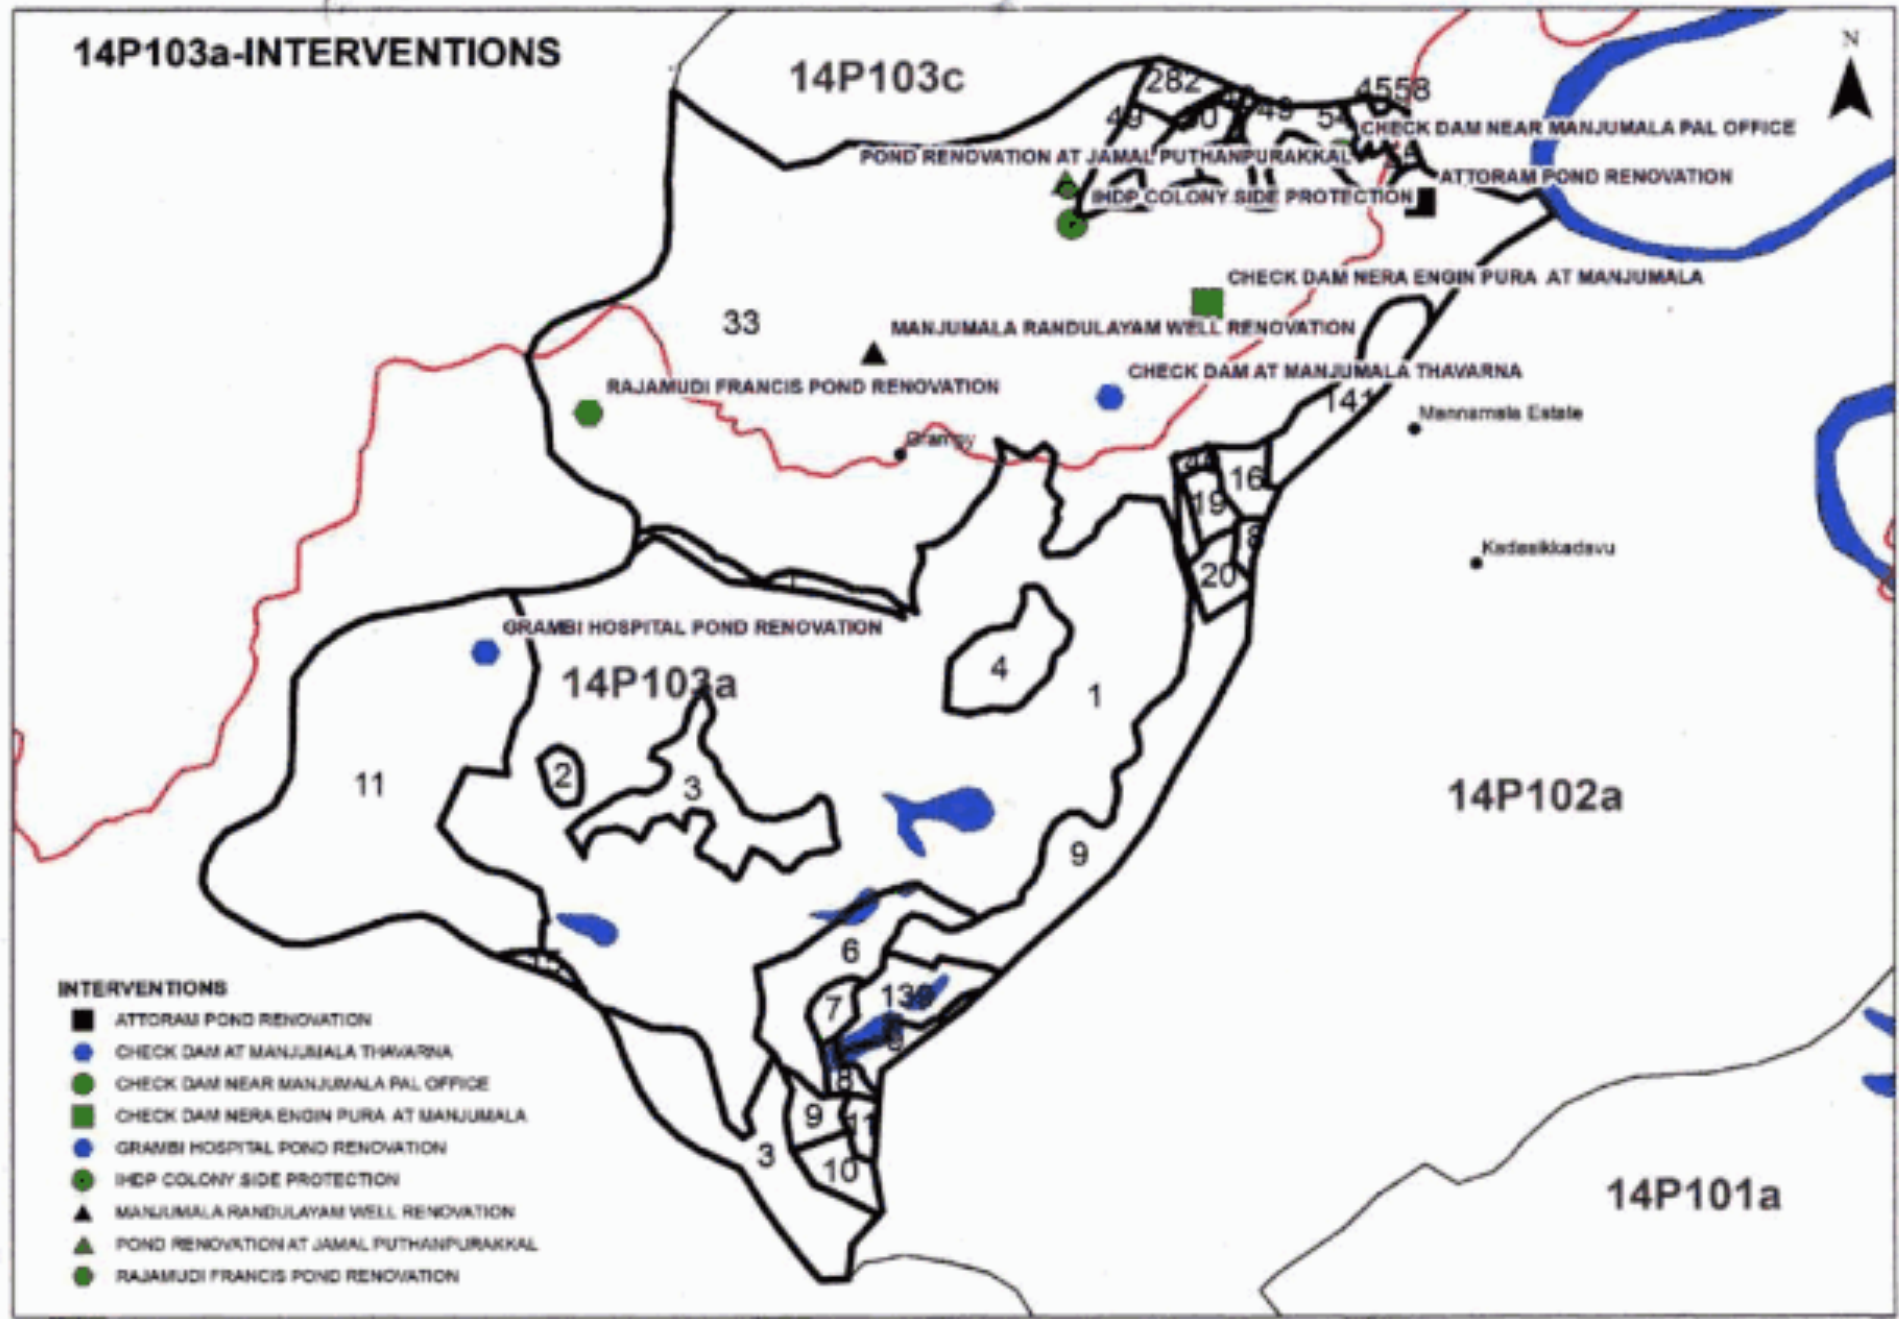 14P103a-INTERVENTIONS
N
14P103c
282
4558
49
49
CHECK DAM NEAR MANJUMALA PAL OFFICE
POND RENOVATION AT JAMAL PUTHANPURAKKAL
ATTORAM POND RENOVATION
IHDP COLONY SIDE PROTECTION
CHECK DAM NERA ENGIN PURA AT MANJUMALA
33
MANJUMALA RANDULAYAM WELL RENOVATION
CHECK DAM AT MANJUMALA THAVARNA
RAJAMUDI FRANCIS POND RENOVATION
141
Mannamala Estate
Grampy
16
19
8
Kadasikkadavu
20
1
GRAMBI HOSPITAL POND RENOVATION
14P103a
4
1
2
3
11
14P102a
9
6
15
7
139
8
9
11
3
10
14P101a
INTERVENTIONS
ATTORAM POND RENOVATION
CHECK DAM AT MANJUMALA THAVARNA
CHECK DAM NEAR MANJUMALA PAL OFFICE
CHECK DAM NERA ENGIN PURA AT MANJUMALA
GRAMBI HOSPITAL POND RENOVATION
IHDP COLONY SIDE PROTECTION
MANJUMALA RANDULAYAM WELL RENOVATION
POND RENOVATION AT JAMAL PUTHANPURAKKAL
RAJAMUDI FRANCIS POND RENOVATION